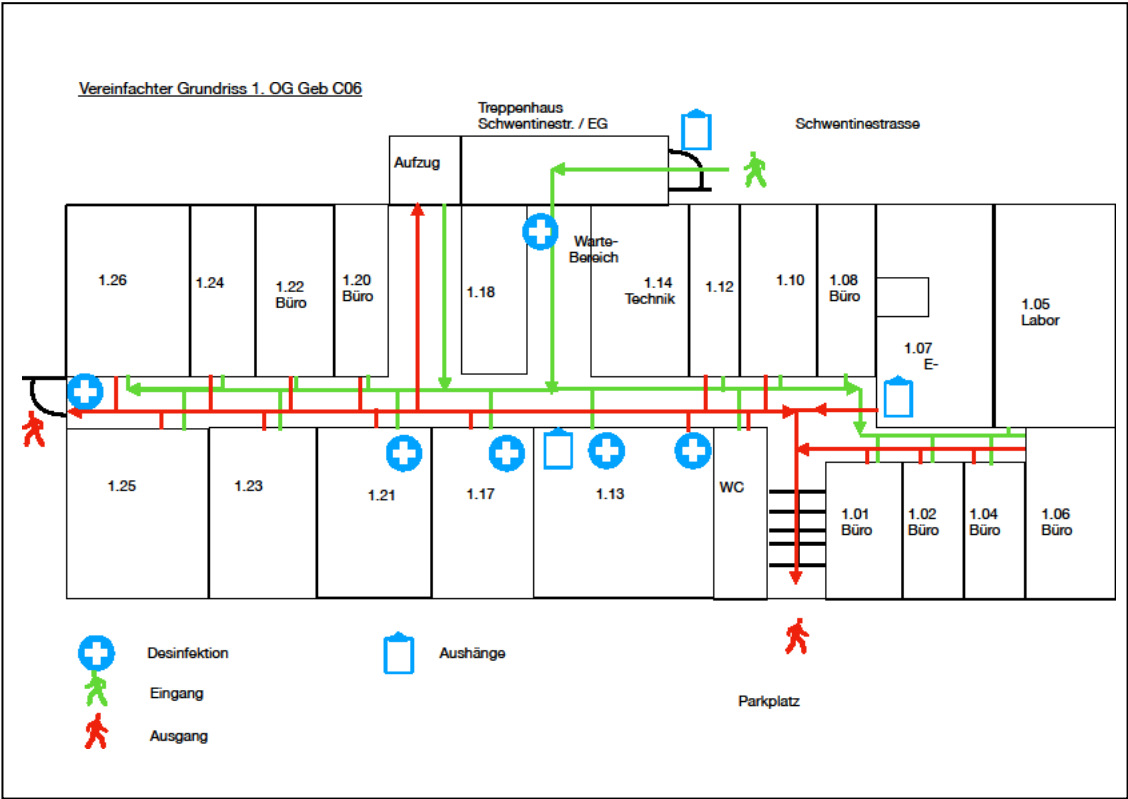 Vereinfachter Grundriss 1. OG Geb C06
Treppenhaus
Schwentinestr. / EG
Schwentinestrasse
Aufzug
1.26
1.24
1.22
Büro
1.20
Büro
1.18
Warte-
Bereich
1.14
Technik
1.12
1.10
1.08
Büro
1.07
E-
1.05
Labor
1.25
1.23
1.21
1.17
1.13
WC
1.01
Büro
1.02
Büro
1.04
Büro
1.06
Büro
Desinfektion
Aushänge
Eingang
Ausgang
Parkplatz